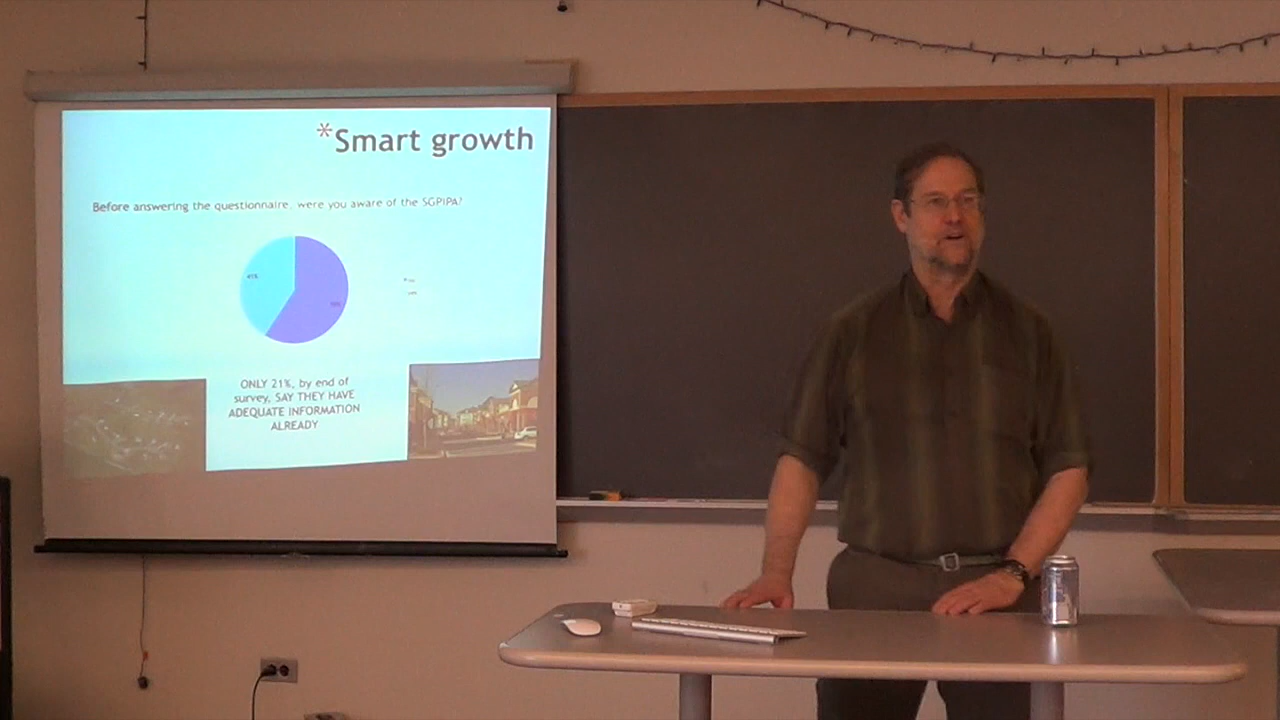 *Smart growth
Before answering the questionnaire, were you aware of the SGPIPA?
41%
ONLY 21%, by end of
survey, SAY THEY HAVE
ADEQUATE INFORMATION
ALREADY